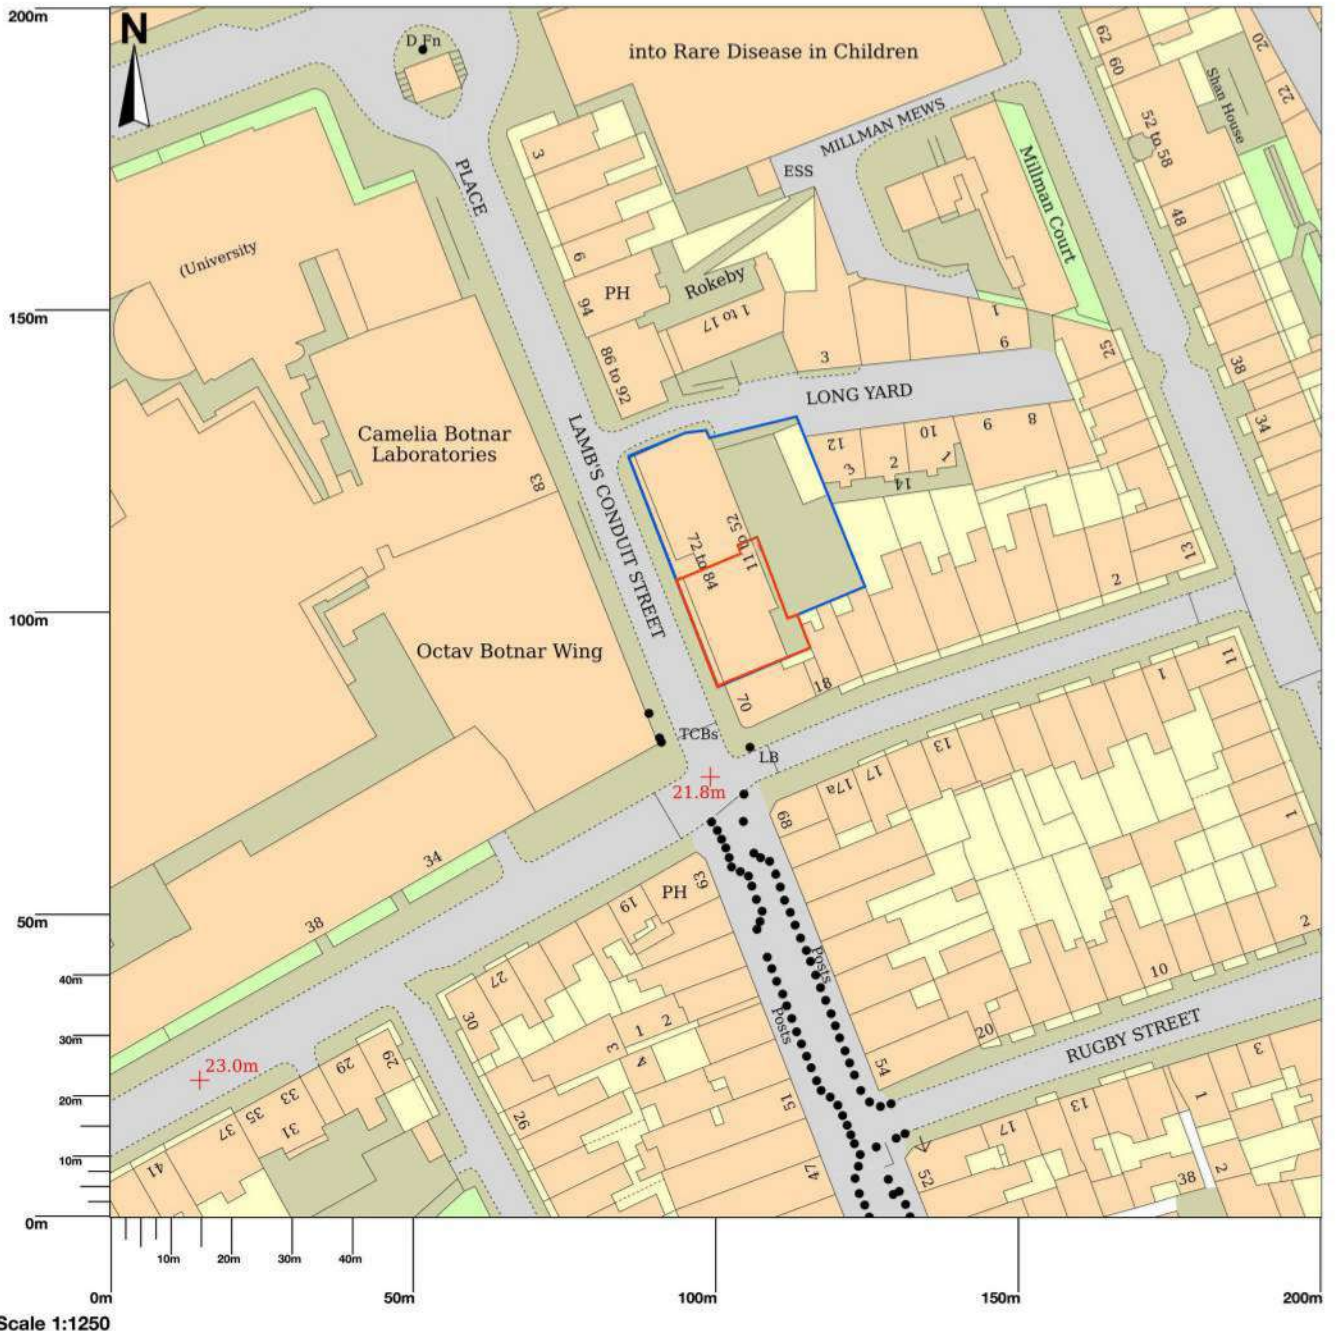 200m
N
D Fn
into Rare Disease in Children
29
60
20
22
Shan House
52 to 58
MILLMAN MEWS
ESS
Millman Court
PLACE
3
48
(University
6
PH
94
Rokeby
1 to 17
1
6
25
150m
86 to 92
3
38
LONG YARD
34
Camelia Botnar
Laboratories
83
LAMB'S CONDUIT STREET
12
10
9
8
3
2
1
14
72 to 84
11 to 52
13
2
100m
Octav Botnar Wing
18
70
11
1
TCBs
LB
13
17
17a
21.8m
68
1
34
63
PH
19
38
50m
2
Posts
10
27
40m
30
1
2
3
4
Posts
20
30m
RUGBY STREET
54
3
23.0m
29
29
33
35
31
37
20m
51
1
13
26
17
10m
41
47
52
38
2
0m
10m
20m
30m
40m
0m
50m
100m
150m
200m
Scale 1:1250